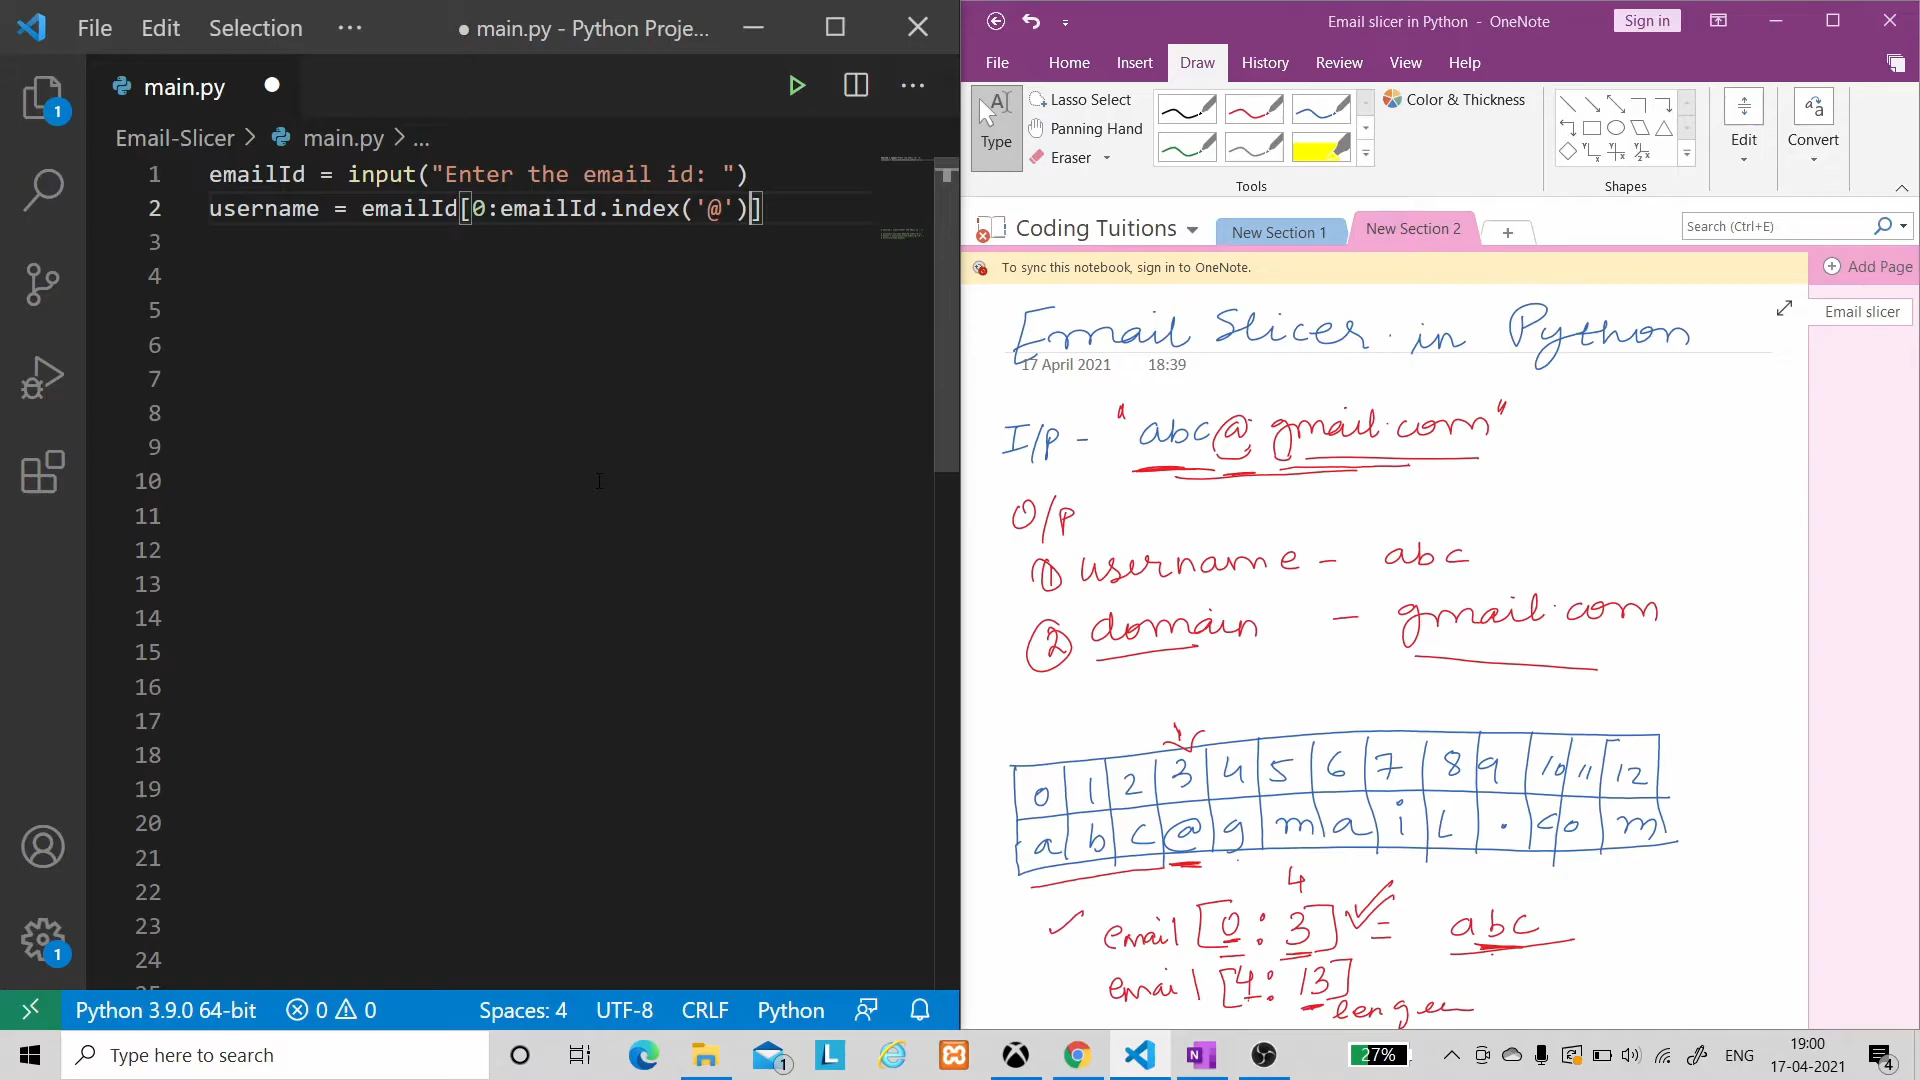 File Edit Selection ··· ● main.py - Python Proje...
main.py
Email-Slicer > main.py > ...
1 emailId = input("Enter the email id: ")
2 username = emailId[0:emailId.index('@')]
3
4
5
6
7
8
9
10
11
12
13
14
15
16
17
18
19
20
21
22
23
24
1
1
Python 3.9.0 64-bit 0 0 Spaces: 4 UTF-8 CRLF Python
Email slicer in Python - OneNote Sign in
File Home Insert Draw History Review View Help
Type
Lasso Select
Panning Hand
Eraser
Color & Thickness
Edit
Convert
Tools
Shapes
Coding Tuitions New Section 1 New Section 2 + Search (Ctrl+E)
To sync this notebook, sign in to OneNote.
Add Page
Email slicer
Email Slicer in Python
17 April 2021 18:39
I/p - "abc@gmail.com"
O/p
① username - abc
② domain - gmail.com
0 1 2 3 4 5 6 7 8 9 10 11 12
a b c @ g m a i l . c o m
4
email [0:3] = abc
email [4:13]
Type here to search
L
1
27%
ENG
19:00
17-04-2021
4